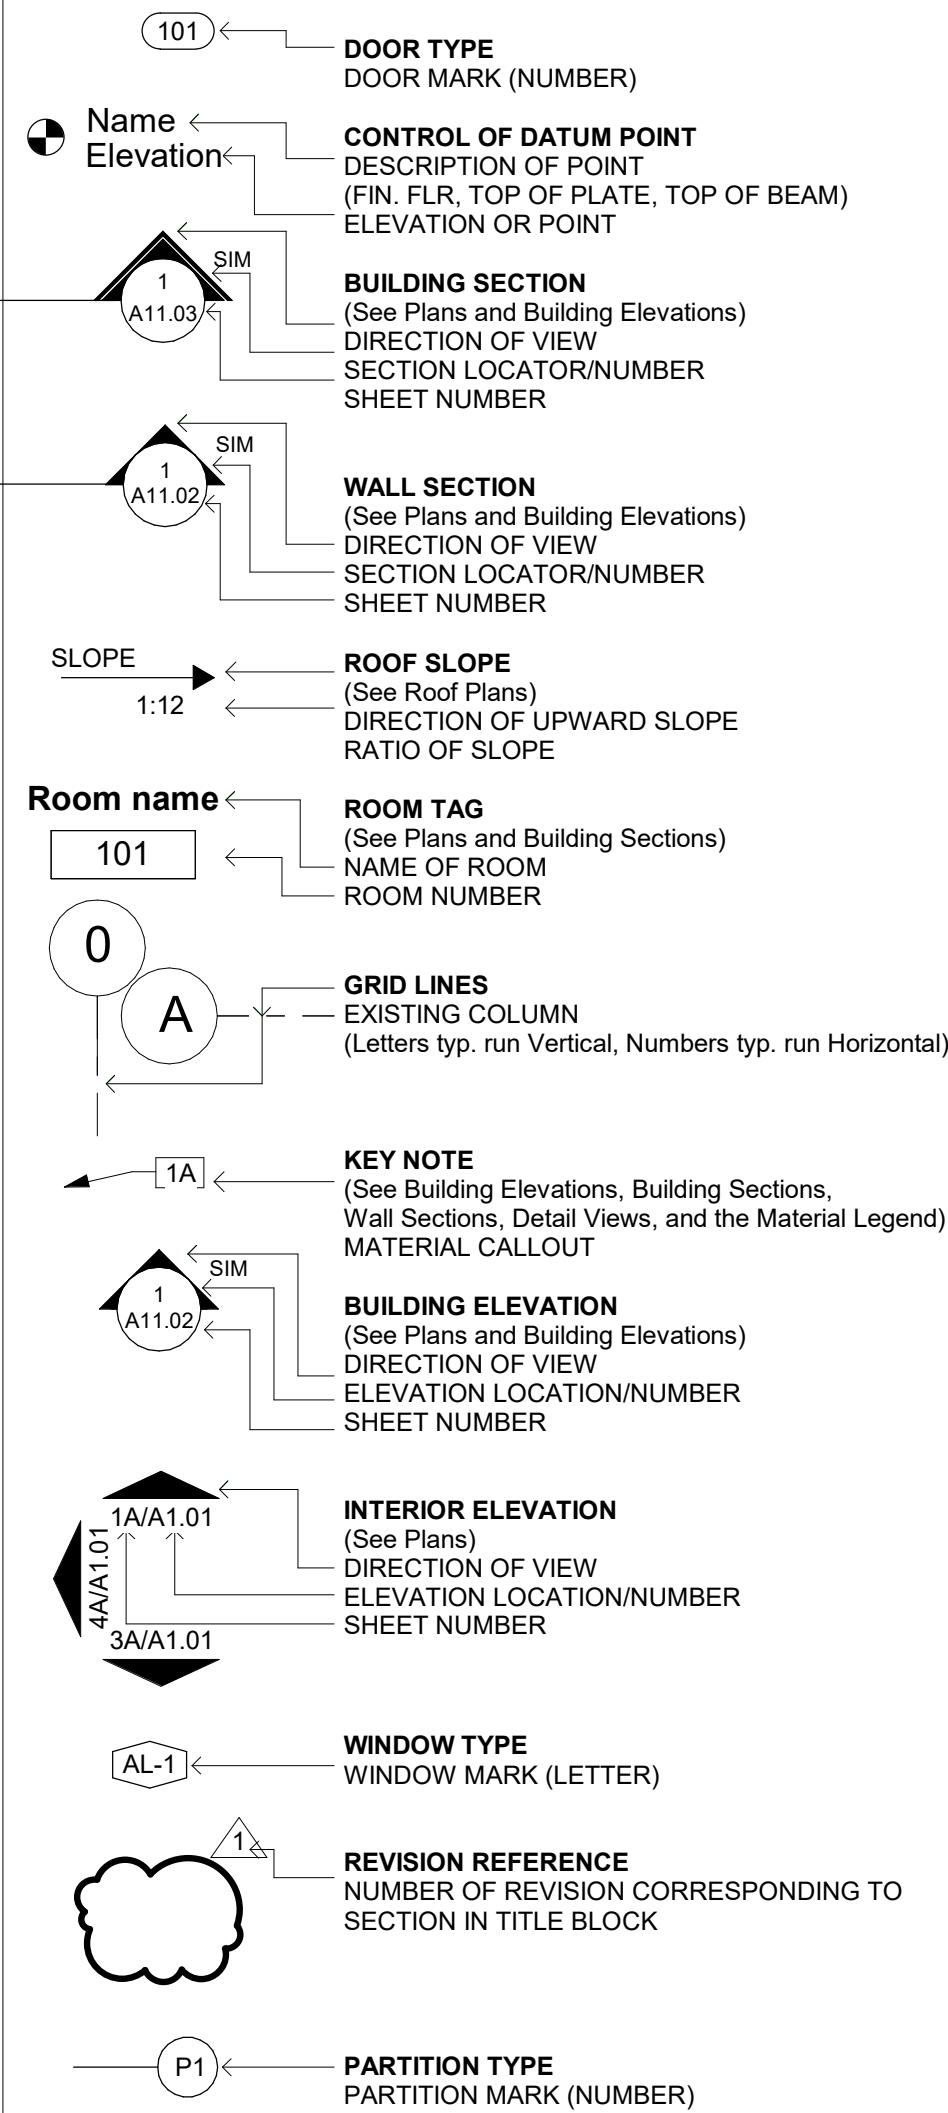 101
DOOR TYPE
DOOR MARK (NUMBER)
Name
Elevation
CONTROL OF DATUM POINT
DESCRIPTION OF POINT
(FIN. FLR, TOP OF PLATE, TOP OF BEAM)
ELEVATION OR POINT
SIM
1
A11.03
BUILDING SECTION
(See Plans and Building Elevations)
DIRECTION OF VIEW
SECTION LOCATOR/NUMBER
SHEET NUMBER
SIM
1
A11.02
WALL SECTION
(See Plans and Building Elevations)
DIRECTION OF VIEW
SECTION LOCATOR/NUMBER
SHEET NUMBER
SLOPE
1:12
ROOF SLOPE
(See Roof Plans)
DIRECTION OF UPWARD SLOPE
RATIO OF SLOPE
Room name
101
ROOM TAG
(See Plans and Building Sections)
NAME OF ROOM
ROOM NUMBER
0
A
GRID LINES
EXISTING COLUMN
(Letters typ. run Vertical, Numbers typ. run Horizontal)
1A
KEY NOTE
(See Building Elevations, Building Sections,
Wall Sections, Detail Views, and the Material Legend)
MATERIAL CALLOUT
SIM
1
A11.02
BUILDING ELEVATION
(See Plans and Building Elevations)
DIRECTION OF VIEW
ELEVATION LOCATION/NUMBER
SHEET NUMBER
1A/A1.01
4A/A1.01
3A/A1.01
INTERIOR ELEVATION
(See Plans)
DIRECTION OF VIEW
ELEVATION LOCATION/NUMBER
SHEET NUMBER
AL-1
WINDOW TYPE
WINDOW MARK (LETTER)
1
REVISION REFERENCE
NUMBER OF REVISION CORRESPONDING TO
SECTION IN TITLE BLOCK
P1
PARTITION TYPE
PARTITION MARK (NUMBER)